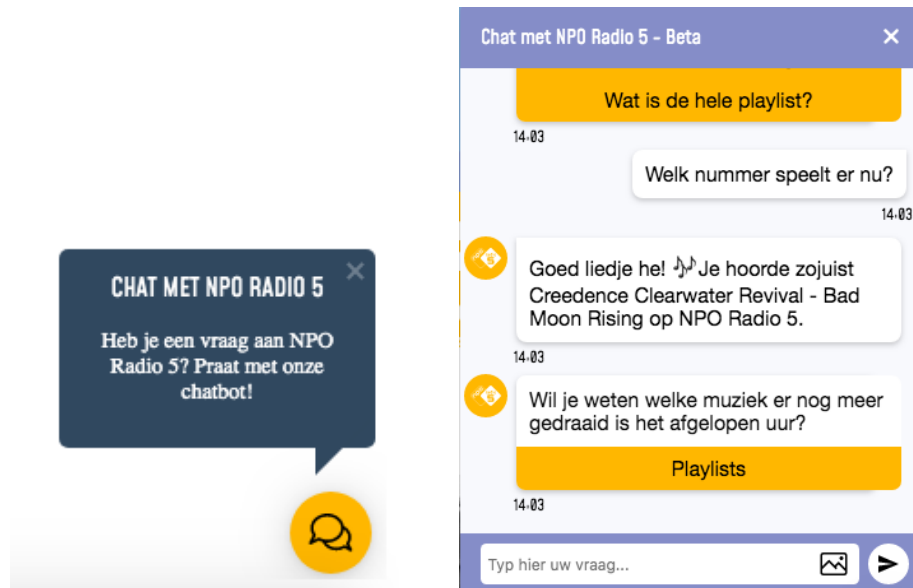 CHAT MET NPO RADIO 5
Heb je een vraag aan NPO
Radio 5? Praat met onze
chatbot!
Chat met NPO Radio 5 - Beta
Wat is de hele playlist?
14:03
Welk nummer speelt er nu?
14:03
Goed liedje he! 🎶 Je hoorde zojuist
Creedence Clearwater Revival - Bad
Moon Rising op NPO Radio 5.
14:03
Wil je weten welke muziek er nog meer
gedraaid is het afgelopen uur?
Playlists
14:03
Typ hier uw vraag...